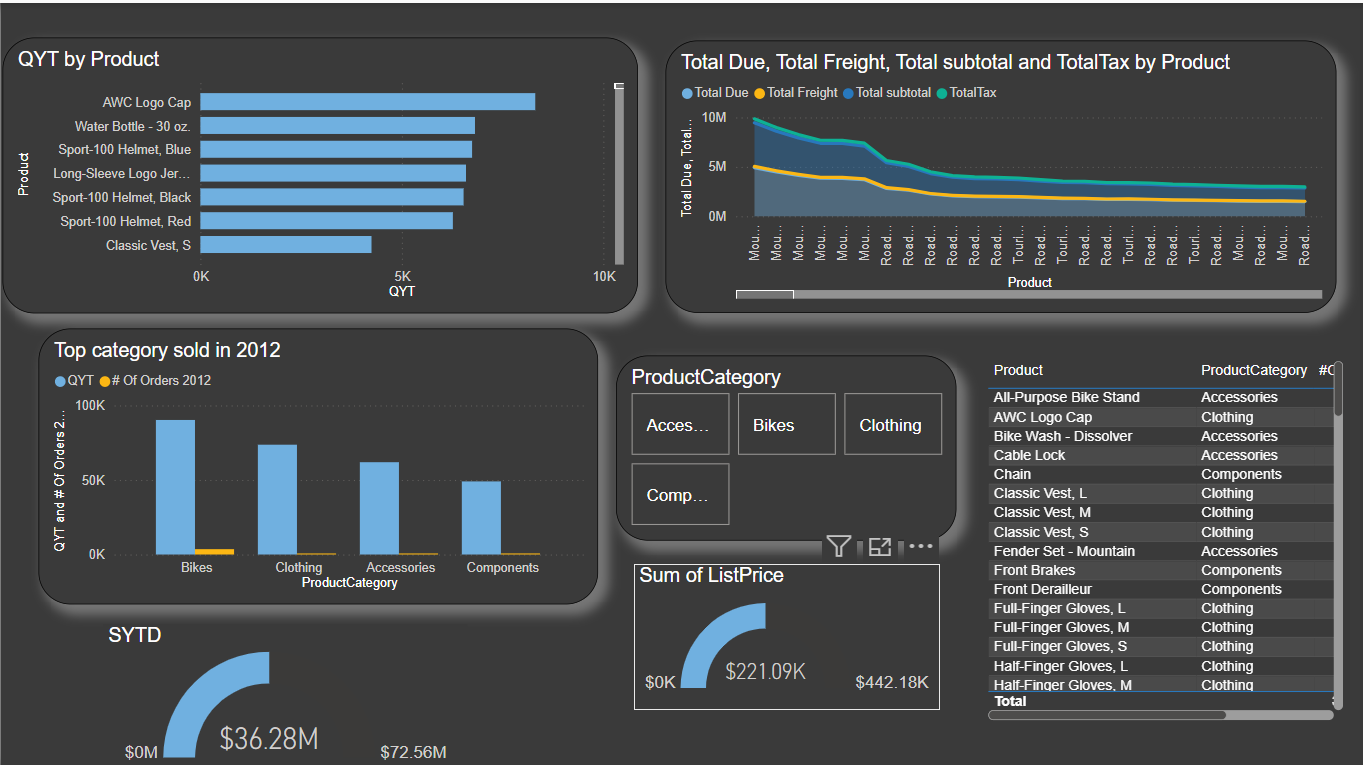 QYT by Product
Product
AWC Logo Cap
Water Bottle - 30 oz.
Sport-100 Helmet, Blue
Long-Sleeve Logo Jer...
Sport-100 Helmet, Black
Sport-100 Helmet, Red
Classic Vest, S
0K 5K 10K
QYT
Total Due, Total Freight, Total subtotal and TotalTax by Product
Total Due Total Freight Total subtotal TotalTax
Total Due, Total...
10M
5M
0M
Mou... Mou... Mou... Mou... Mou... Mou... Road... Road... Road... Road... Road... Road... Touri... Road... Touri... Road... Road... Touri... Road... Road... Touri... Road... Mou... Road... Mou... Road...
Product
Top category sold in 2012
QYT # Of Orders 2012
QYT and # Of Orders 2...
100K
50K
0K
Bikes Clothing Accessories Components
ProductCategory
ProductCategory
Acces... Bikes Clothing
Comp...
Sum of ListPrice
$0K $221.09K $442.18K
SYTD
$36.28M
$0M $72.56M
Product ProductCategory
All-Purpose Bike Stand Accessories
AWC Logo Cap Clothing
Bike Wash - Dissolver Accessories
Cable Lock Accessories
Chain Components
Classic Vest, L Clothing
Classic Vest, M Clothing
Classic Vest, S Clothing
Fender Set - Mountain Accessories
Front Brakes Components
Front Derailleur Components
Full-Finger Gloves, L Clothing
Full-Finger Gloves, M Clothing
Full-Finger Gloves, S Clothing
Half-Finger Gloves, L Clothing
Half-Finger Gloves, M Clothing
Total